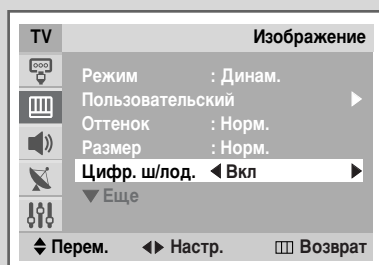 TV Изображение
Режим : Динам.
Пользовательский ▶
Оттенок : Норм.
Размер : Норм.
Цифр. ш/под. ◀ Вкл ▶
▼ Еще
Перем. Настр. Возврат